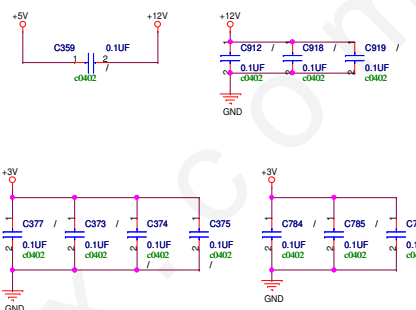 +5V +12V +12V
C359 0.1UF C912 / C918 / C919 /
1 2 1 1 1
c0402 / 0.1UF 0.1UF 0.1UF
2 c0402 2 c0402 2 c0402
GND
+3V +3V
1 1 1 1 1 1 1
C377 / C373 / C374 / C375 C784 / C785 /
0.1UF 0.1UF 0.1UF 0.1UF 0.1UF 0.1UF
2 c0402 2 c0402 2 c0402 2 c0402 2 c0402 2 c0402 2
/ /
GND GND